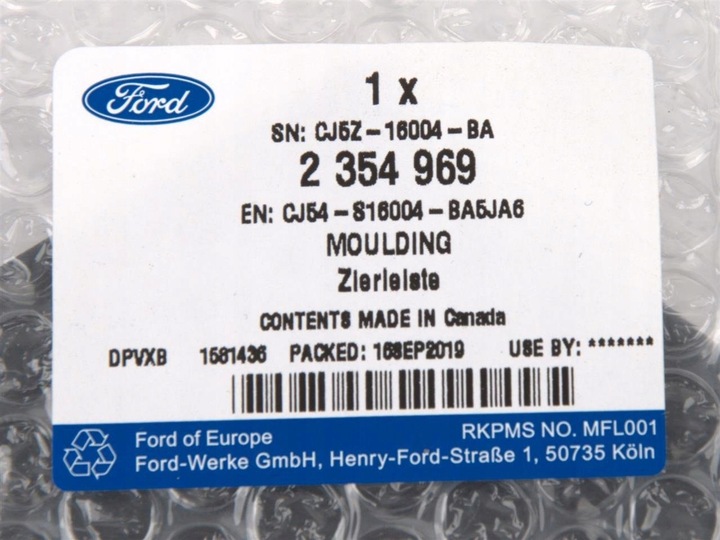 Ford
1 x
SN: CJ5Z-16004-BA
2 354 969
EN: CJ54-S16004-BA5JA6
MOULDING
Zierleiste
CONTENTS MADE IN Canada
DPVXB 1581436 PACKED: 16SEP2019 USE BY: *******
Ford of Europe RKPMS NO. MFL001
Ford-Werke GmbH, Henry-Ford-Straße 1, 50735 Köln